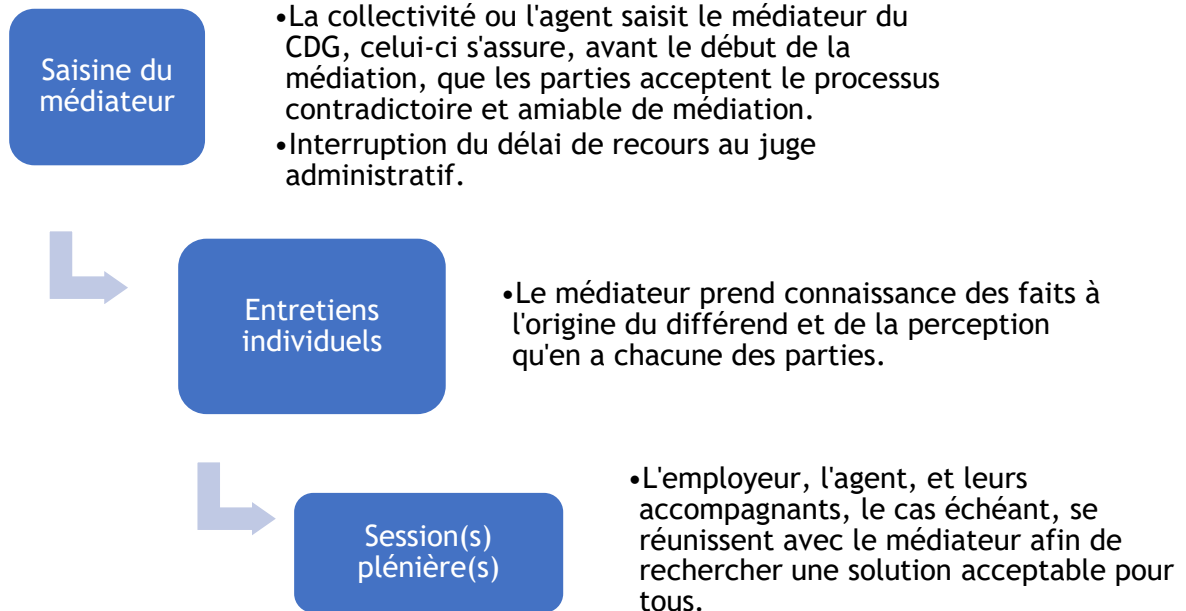 Saisine du
médiateur
•La collectivité ou l'agent saisit le médiateur du
CDG, celui-ci s'assure, avant le début de la
médiation, que les parties acceptent le processus
contradictoire et amiable de médiation.
•Interruption du délai de recours au juge
administratif.
Entretiens
individuels
•Le médiateur prend connaissance des faits à
l'origine du différend et de la perception
qu'en a chacune des parties.
Session(s)
plénière(s)
•L'employeur, l'agent, et leurs
accompagnants, le cas échéant, se
réunissent avec le médiateur afin de
rechercher une solution acceptable pour
tous.